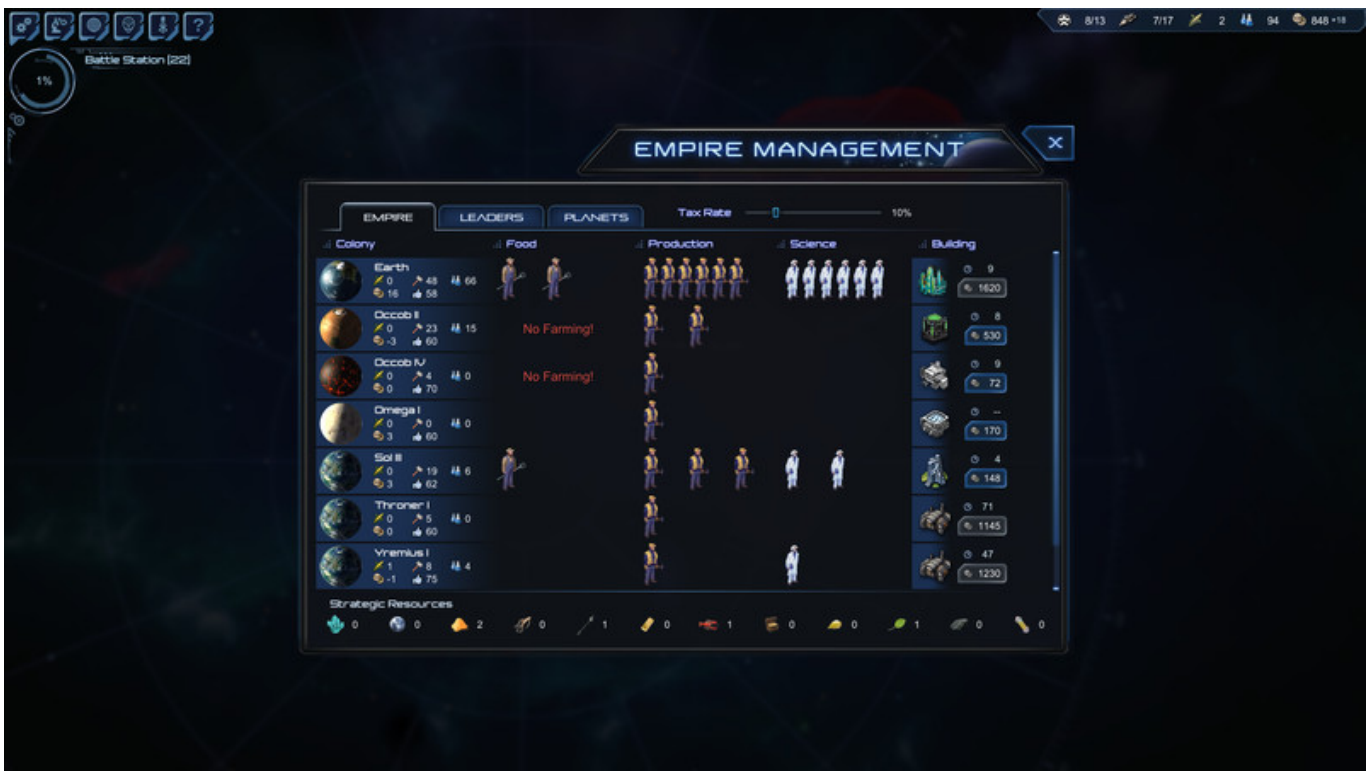 8/13 7/17 2 94 848 +18
Battle Station [22]
1%
EMPIRE MANAGEMENT
EMPIRE LEADERS PLANETS Tax Rate 10%
Colony Food Production Science Building
Earth
0 48 66
16 58
9
1620
Occob II
0 23 15
-3 60
No Farming!
8
530
Occob IV
0 4 0
0 70
No Farming!
9
72
Omega I
0 0 0
3 60
--
170
Sol III
0 19 6
3 62
4
148
Throner I
0 5 0
0 60
71
1145
Vremius I
1 8 4
-1 75
47
1230
Strategic Resources
0 0 2 0 1 0 1 0 0 1 0 0